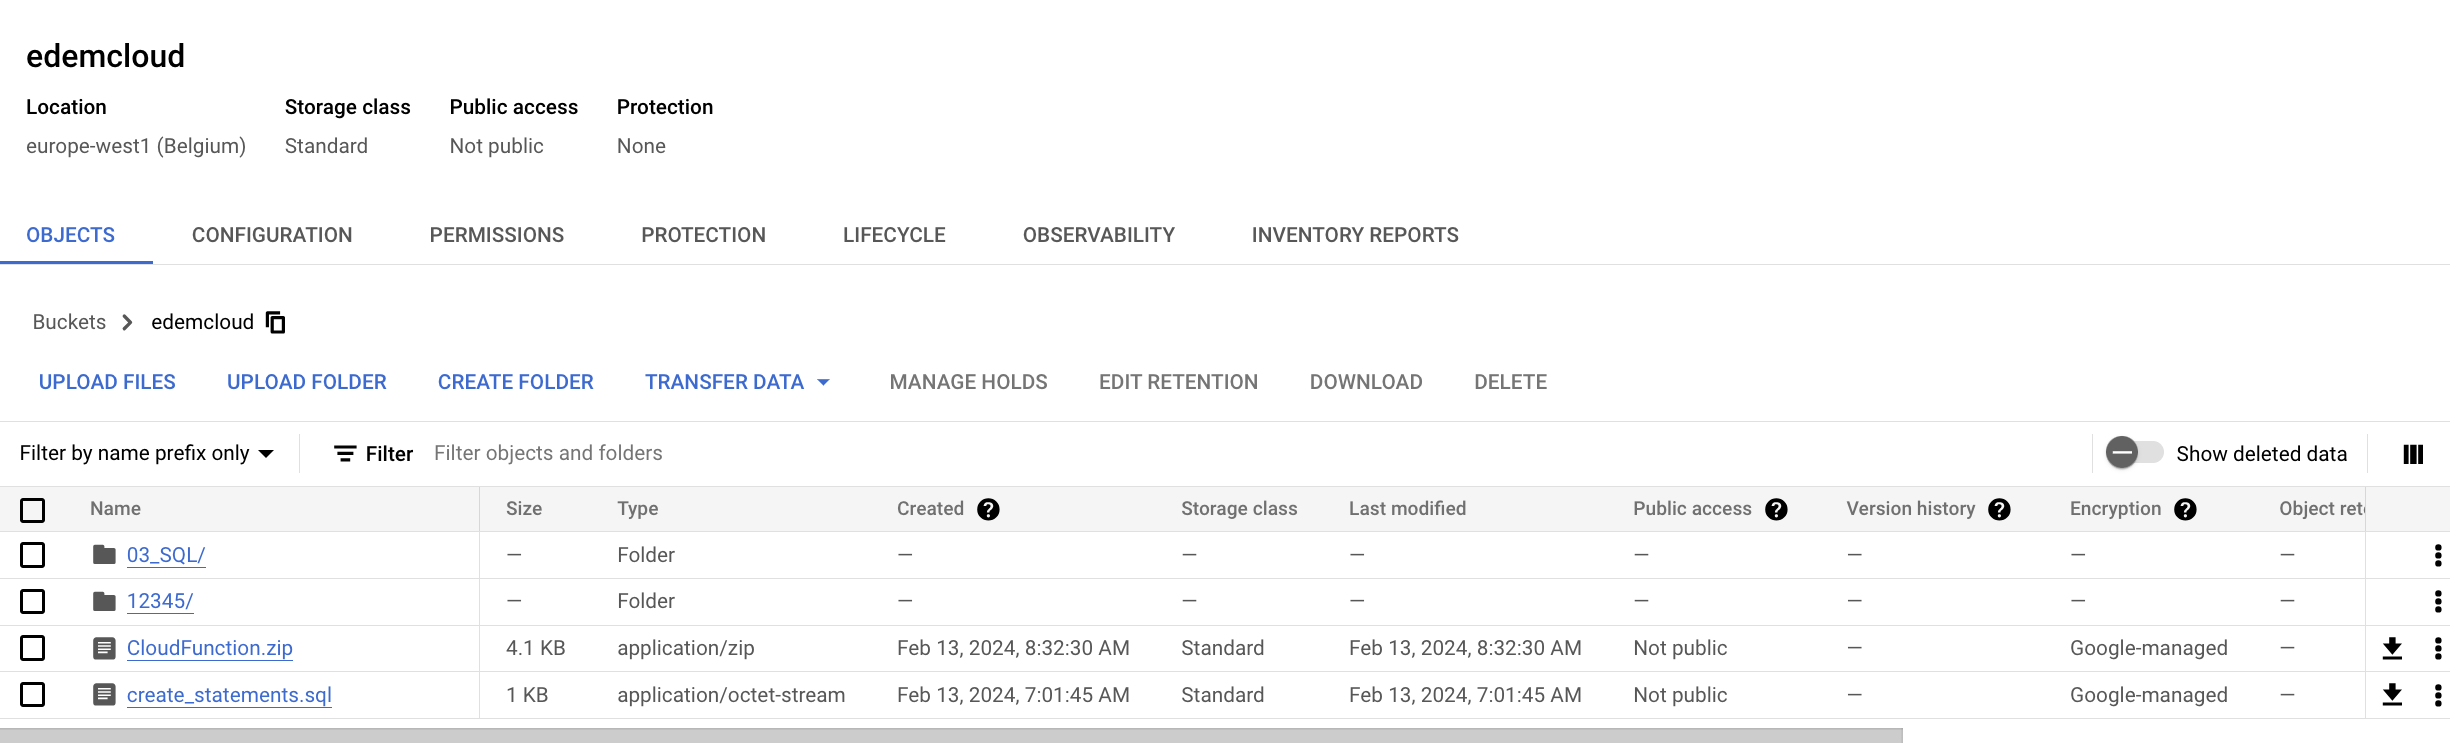 edemcloud
Location Storage class Public access Protection
europe-west1 (Belgium) Standard Not public None
OBJECTS CONFIGURATION PERMISSIONS PROTECTION LIFECYCLE OBSERVABILITY INVENTORY REPORTS
Buckets > edemcloud
UPLOAD FILES UPLOAD FOLDER CREATE FOLDER TRANSFER DATA MANAGE HOLDS EDIT RETENTION DOWNLOAD DELETE
Filter by name prefix only Filter Filter objects and folders Show deleted data
Name Size Type Created ? Storage class Last modified Public access ? Version history ? Encryption ? Object ret
03_SQL/ — Folder — — — — — — —
12345/ — Folder — — — — — — —
CloudFunction.zip 4.1 KB application/zip Feb 13, 2024, 8:32:30 AM Standard Feb 13, 2024, 8:32:30 AM Not public — Google-managed —
create_statements.sql 1 KB application/octet-stream Feb 13, 2024, 7:01:45 AM Standard Feb 13, 2024, 7:01:45 AM Not public — Google-managed —